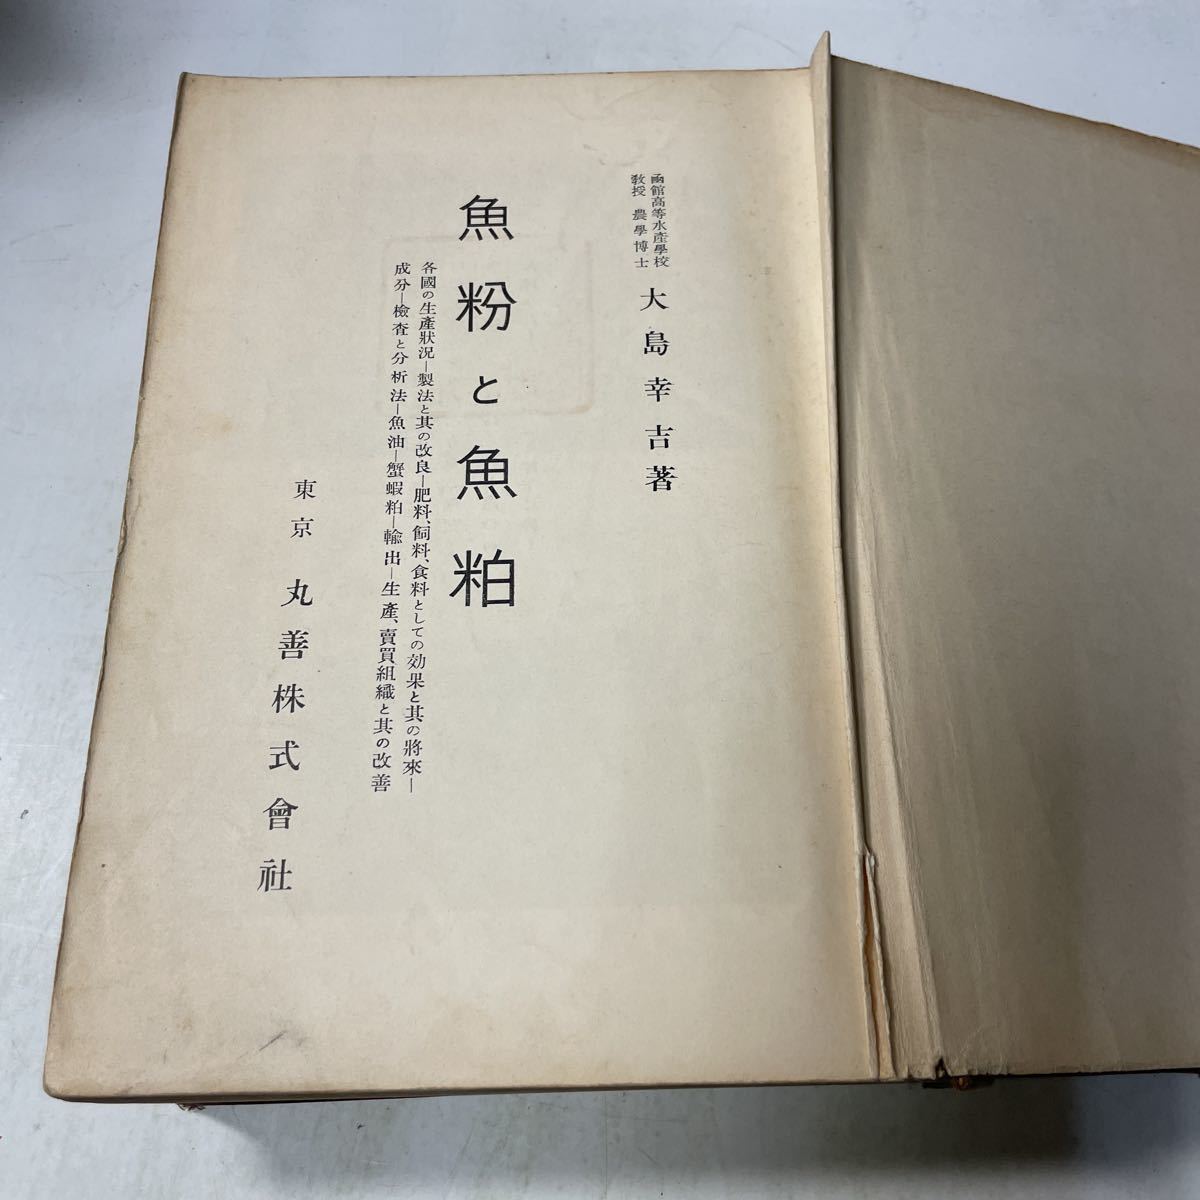 函館高等水產學校
教授 農學博士
大島幸吉著
魚粉と魚粕
各國の生產狀況―製法と其の改良―肥料、飼料、食料としての効果と其の將來―
成分―檢査と分析法―魚油―蟹蝦粕―輸出―生產、賣買組織と其の改善
東京 丸善株式會社